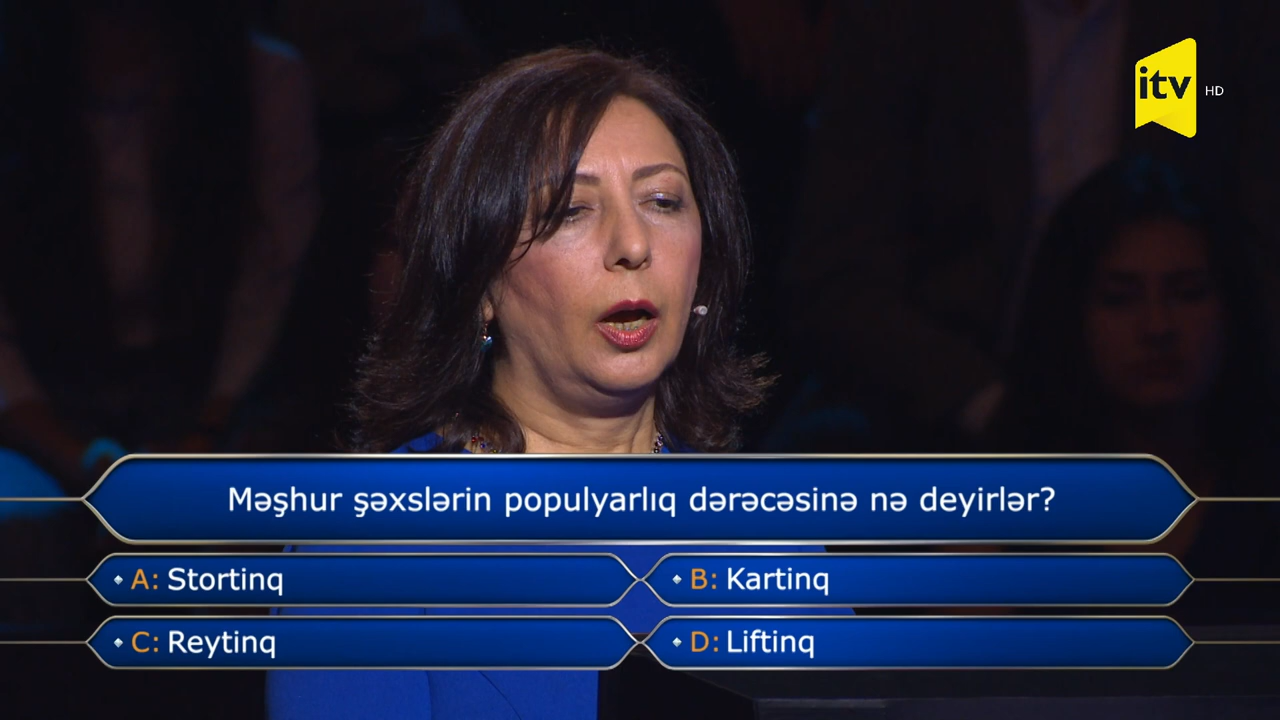 itv HD
Məşhur şəxslərin populyarlıq dərəcəsinə nə deyirlər?
A: Stortinq
B: Kartinq
C: Reytinq
D: Liftinq